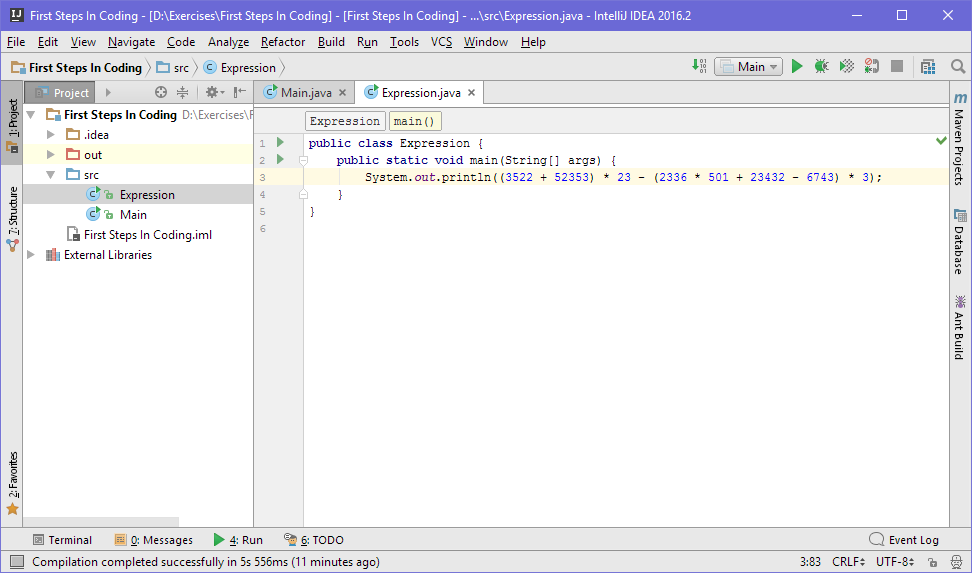 First Steps In Coding - [D:\Exercises\First Steps In Coding] - [First Steps In Coding] - ...\src\Expression.java - IntelliJ IDEA 2016.2
File Edit View Navigate Code Analyze Refactor Build Run Tools VCS Window Help
First Steps In Coding src Expression Main
1: Project
7: Structure
2: Favorites
Project
First Steps In Coding D:\Exercises\F
.idea
out
src
Expression
Main
First Steps In Coding.iml
External Libraries
Main.java Expression.java
Expression main()
1 public class Expression {
2 public static void main(String[] args) {
3 System.out.println((3522 + 52353) * 23 - (2336 * 501 + 23432 - 6743) * 3);
4 }
5 }
6
Maven Projects
Database
Ant Build
Terminal 0: Messages 4: Run 6: TODO Event Log
Compilation completed successfully in 5s 556ms (11 minutes ago) 3:83 CRLF UTF-8